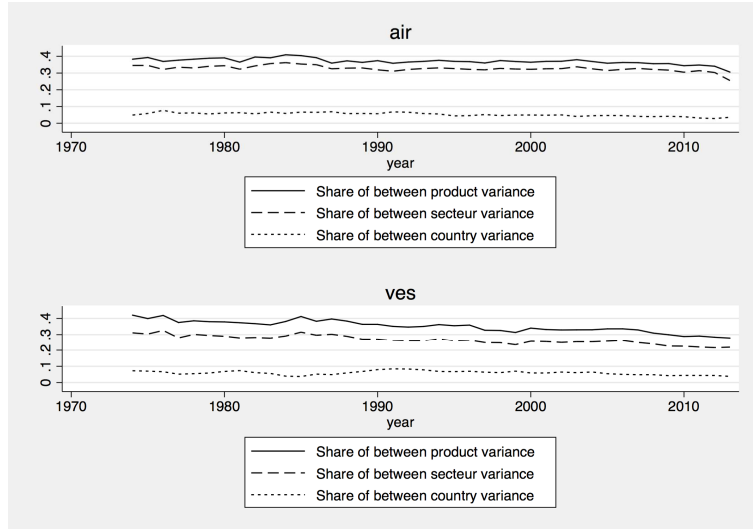 air
.4
.3
.2
.1
0
1970 1980 1990 2000 2010
year
Share of between product variance
Share of between secteur variance
Share of between country variance
ves
.4
.3
.2
.1
0
1970 1980 1990 2000 2010
year
Share of between product variance
Share of between secteur variance
Share of between country variance